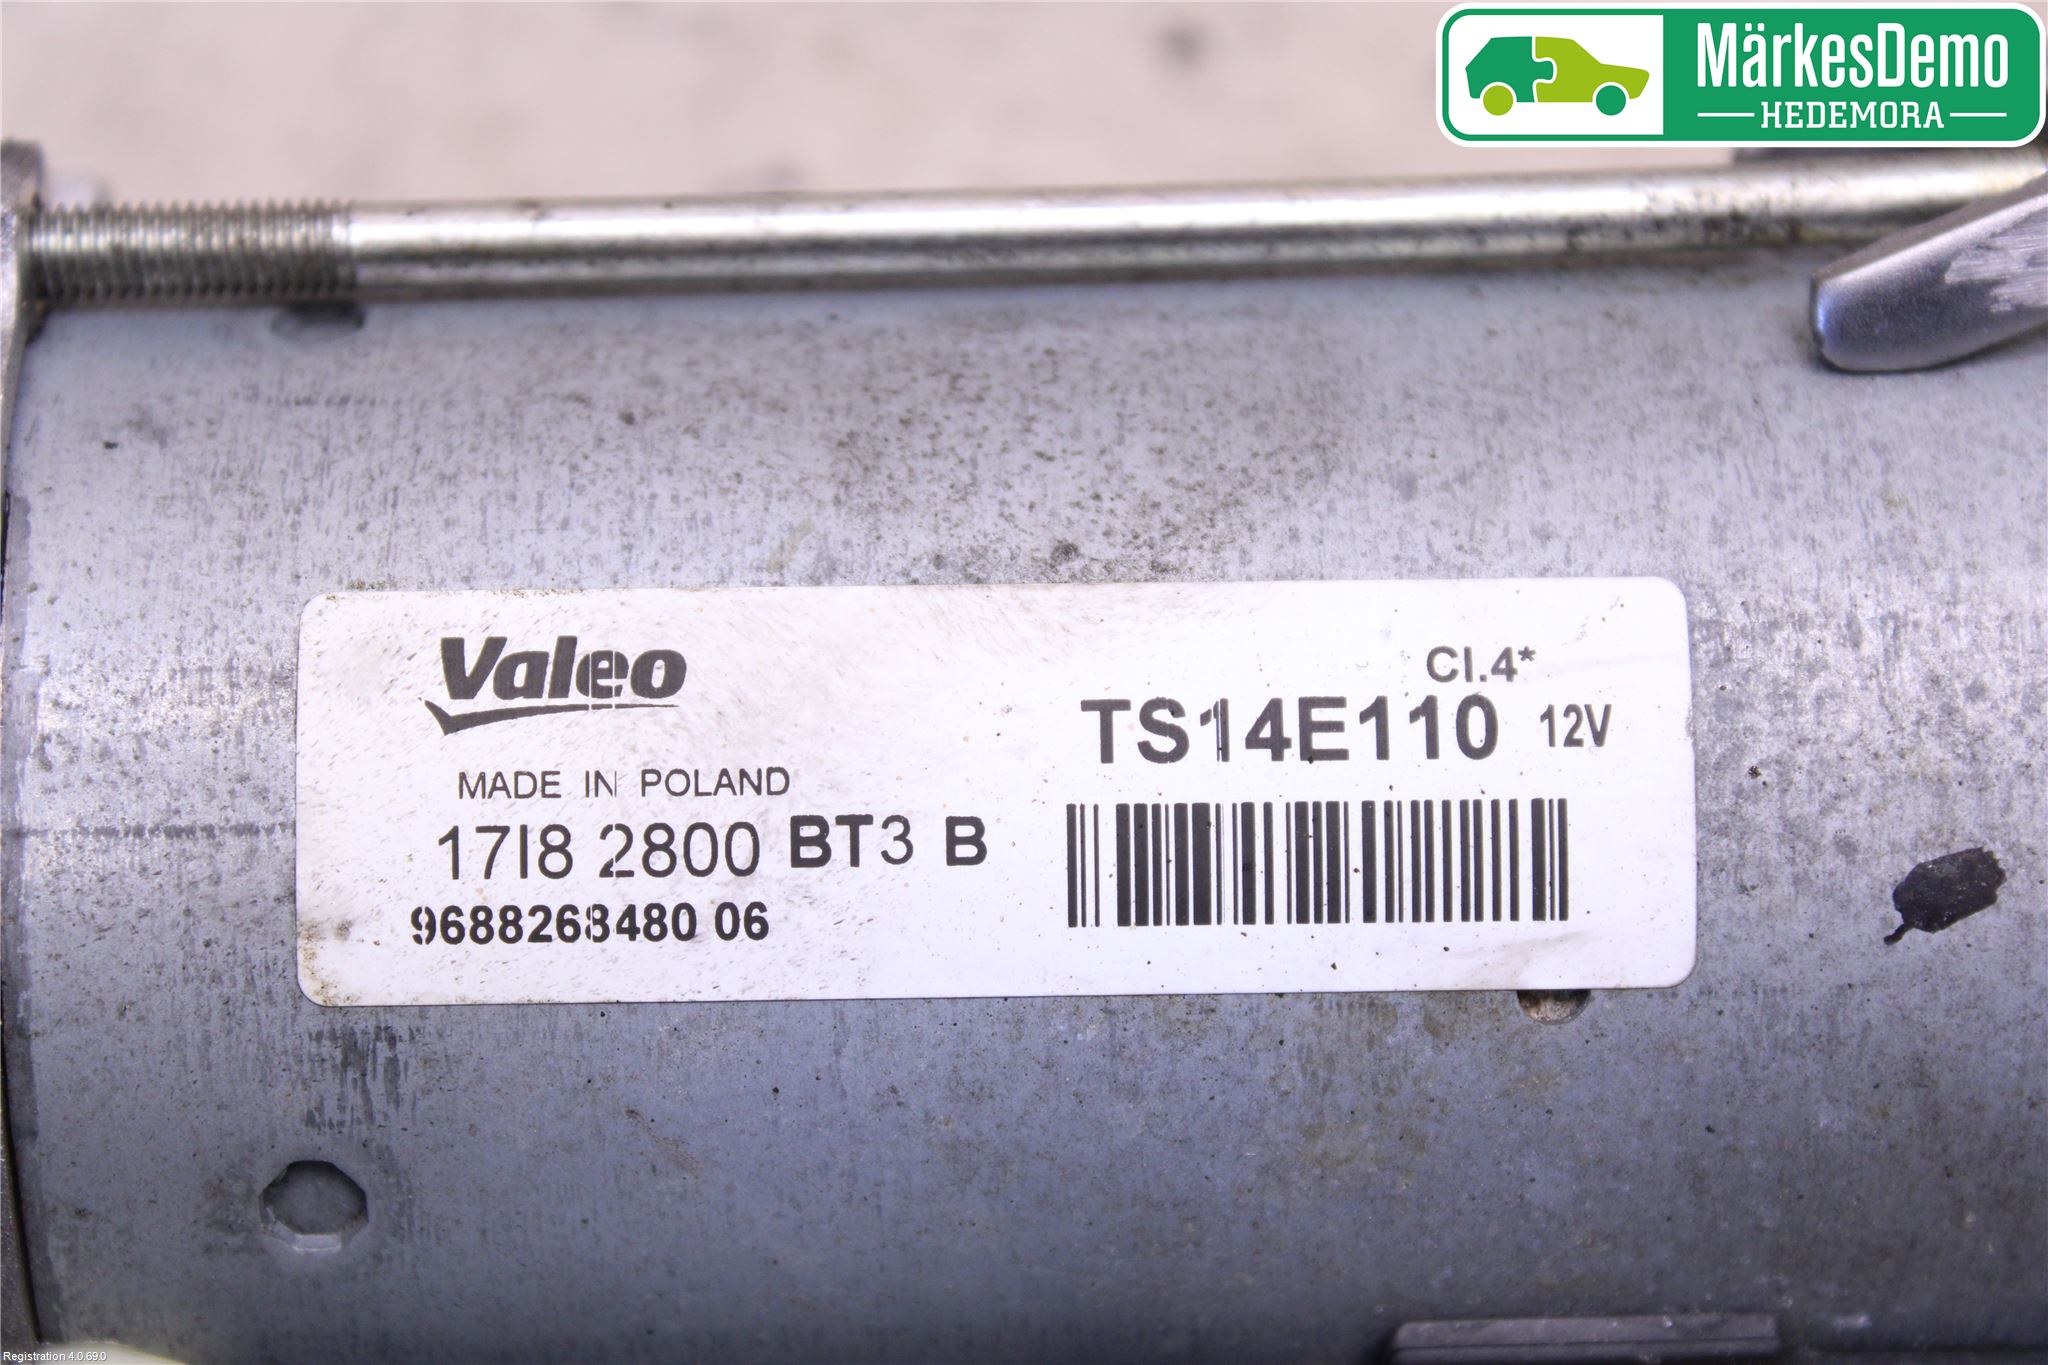 MärkesDemo
HEDEMORA
Valeo
Cl.4*
TS14E110 12V
MADE IN POLAND
17I8 2800 BT3 B
9688268480 06
Registration 4.0.69.0